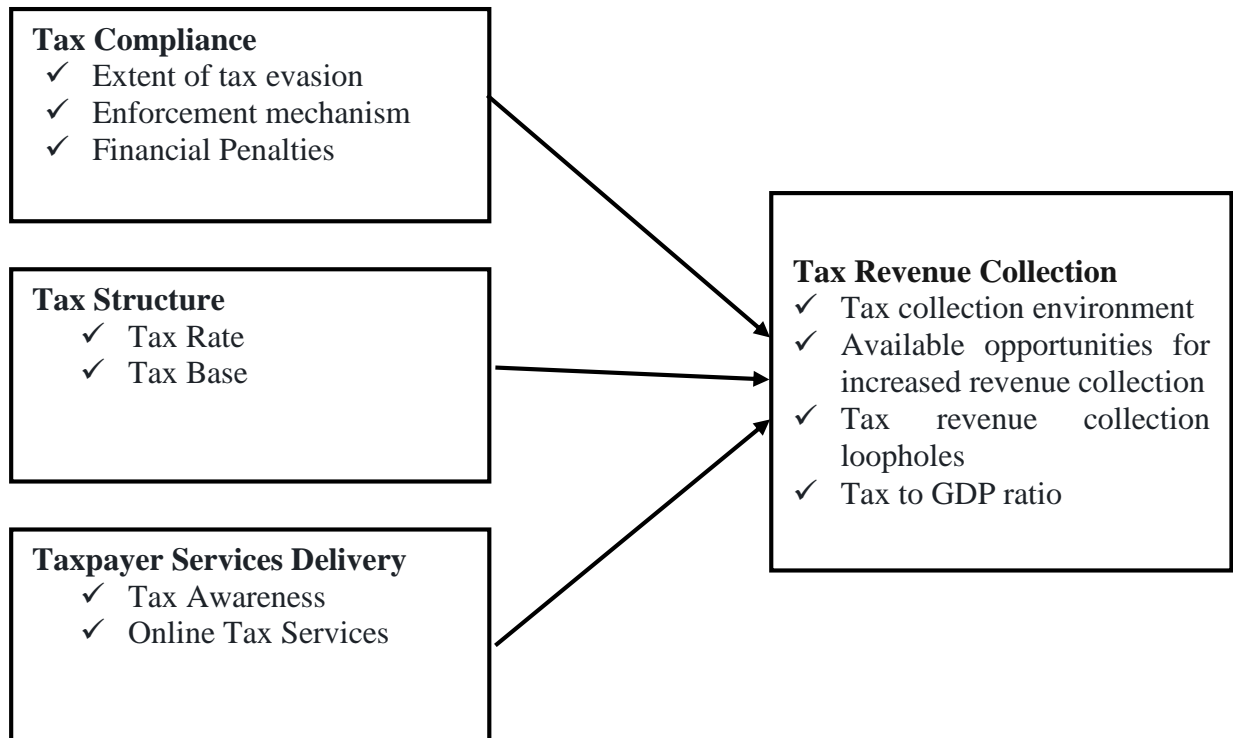 Tax Compliance
✓ Extent of tax evasion
✓ Enforcement mechanism
✓ Financial Penalties
Tax Structure
✓ Tax Rate
✓ Tax Base
Taxpayer Services Delivery
✓ Tax Awareness
✓ Online Tax Services
Tax Revenue Collection
✓ Tax collection environment
✓ Available opportunities for
increased revenue collection
✓ Tax revenue collection
loopholes
✓ Tax to GDP ratio